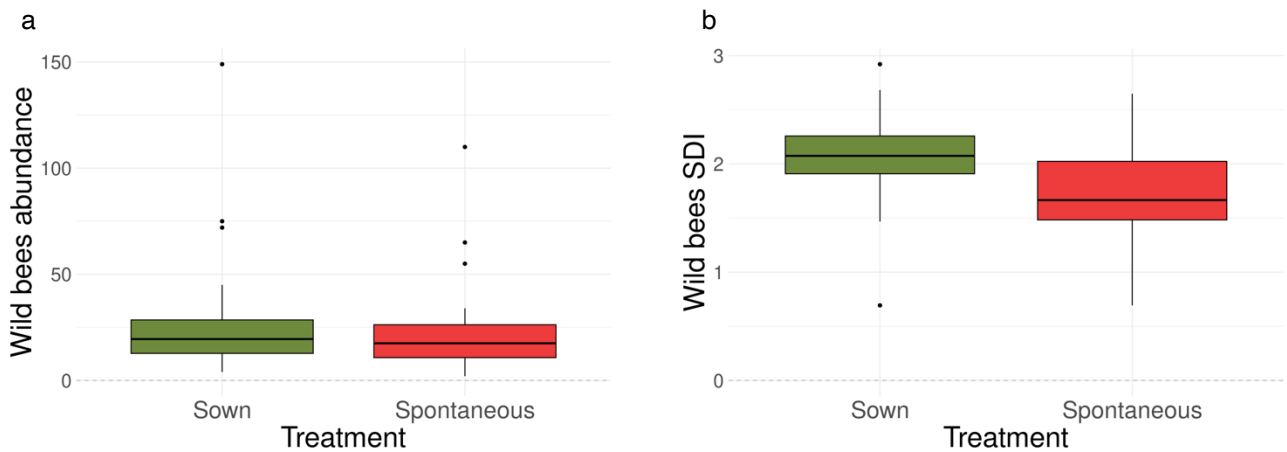 a
Wild bees abundance
150
100
50
0
Sown
Spontaneous
Treatment
b
Wild bees SDI
3
2
1
0
Sown
Spontaneous
Treatment